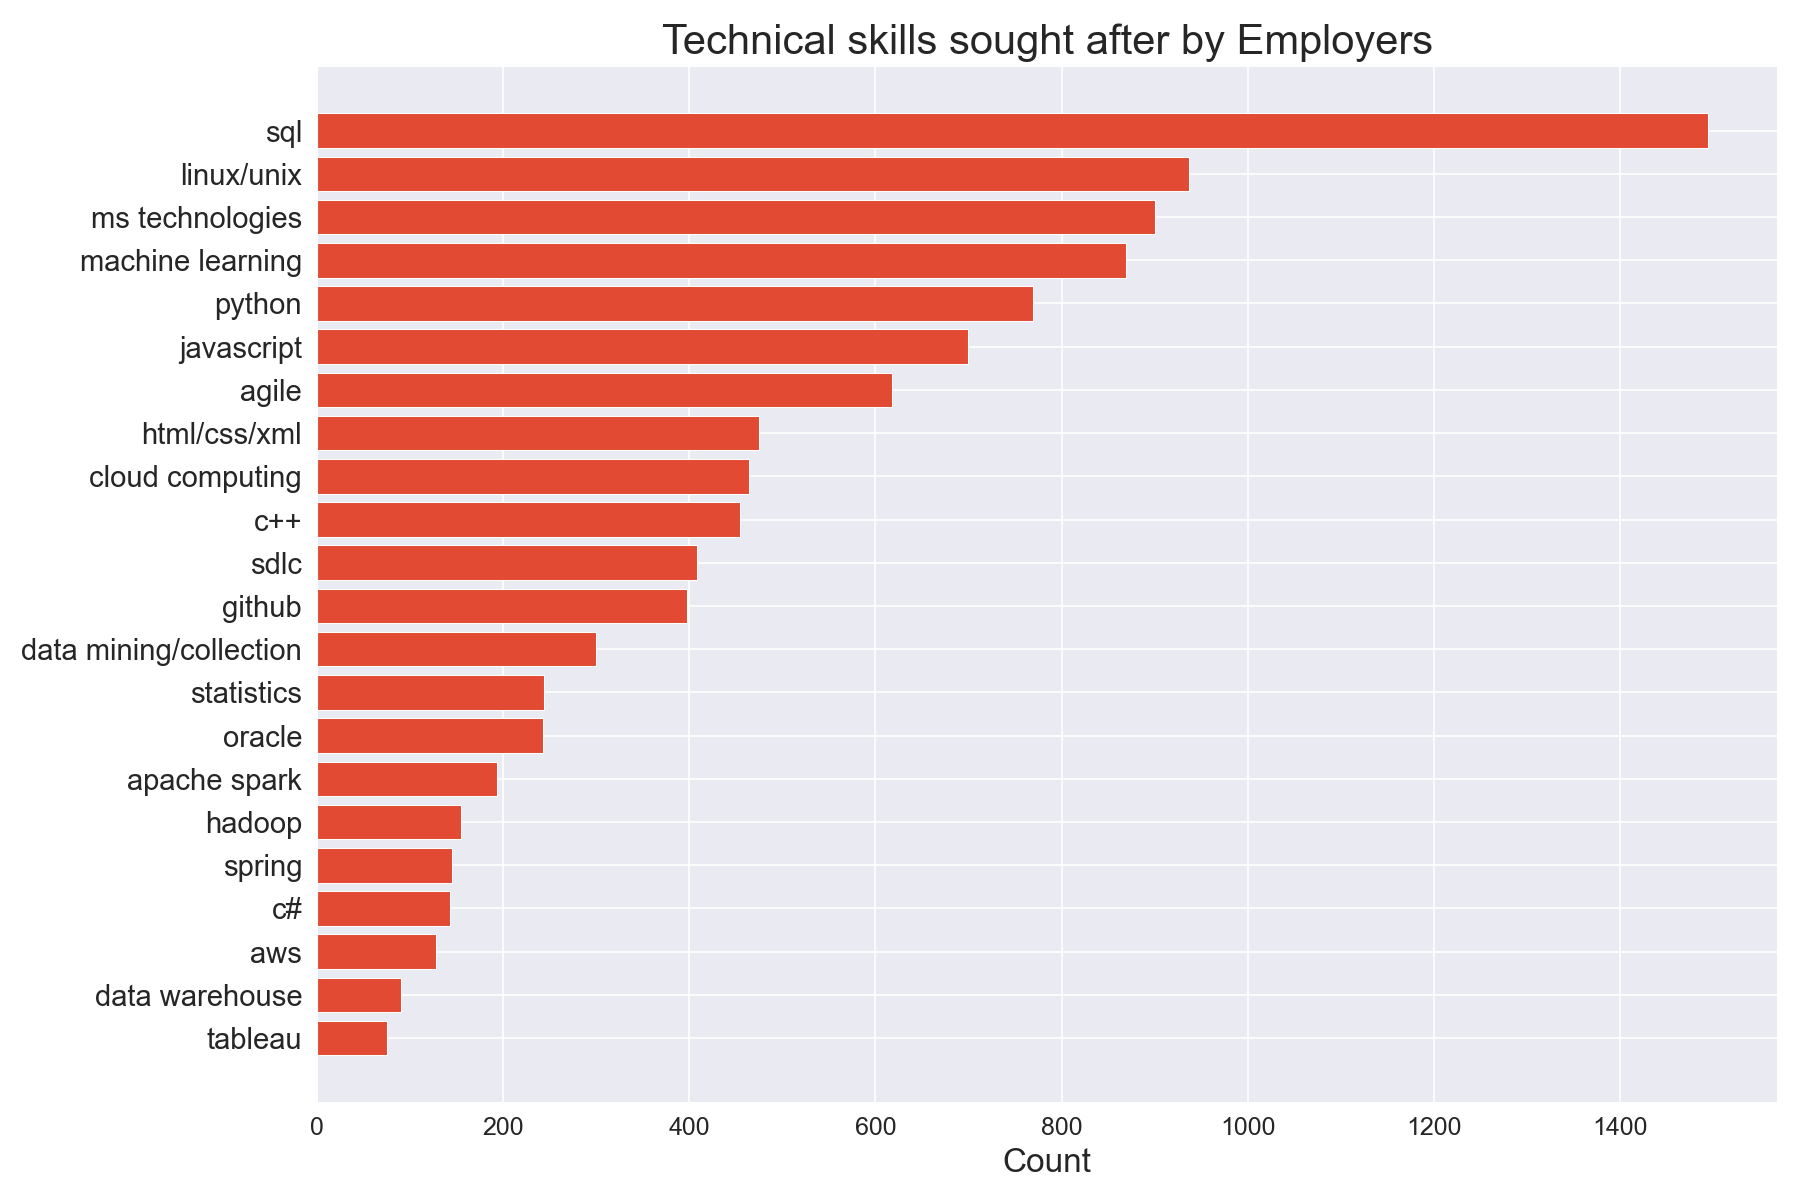 Technical skills sought after by Employers
sql
linux/unix
ms technologies
machine learning
python
javascript
agile
html/css/xml
cloud computing
c++
sdlc
github
data mining/collection
statistics
oracle
apache spark
hadoop
spring
c#
aws
data warehouse
tableau
0 200 400 600 800 1000 1200 1400
Count